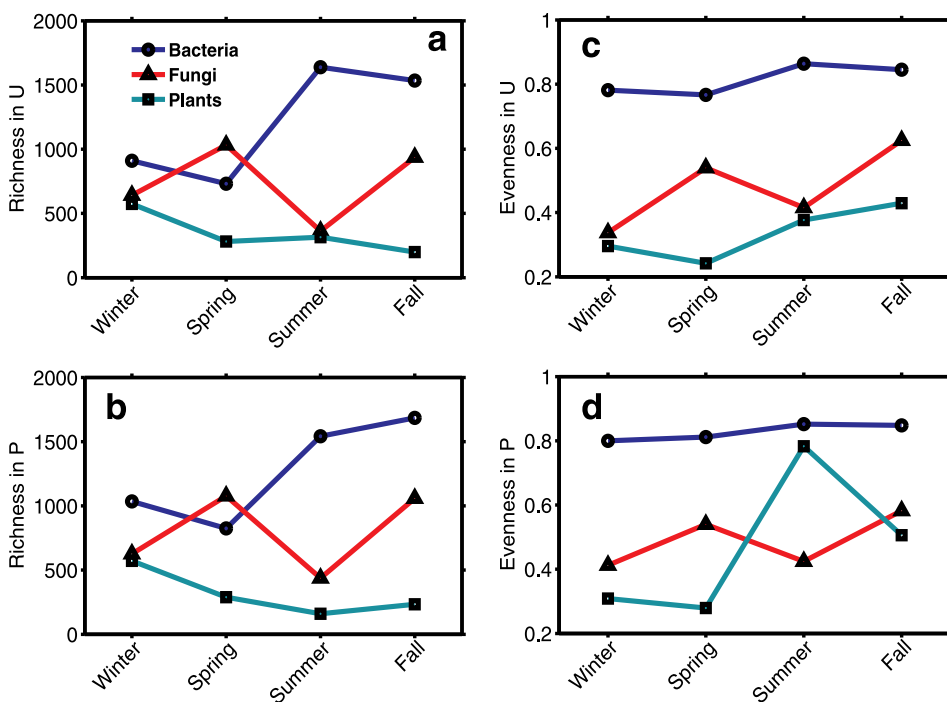 Richness in U
2000
1500
1000
500
0
a
Bacteria
Fungi
Plants
Winter
Spring
Summer
Fall
Evenness in U
1
0.8
0.6
0.4
0.2
c
Winter
Spring
Summer
Fall
Richness in P
2000
1500
1000
500
0
b
Winter
Spring
Summer
Fall
Evenness in P
1
0.8
0.6
0.4
0.2
d
Winter
Spring
Summer
Fall